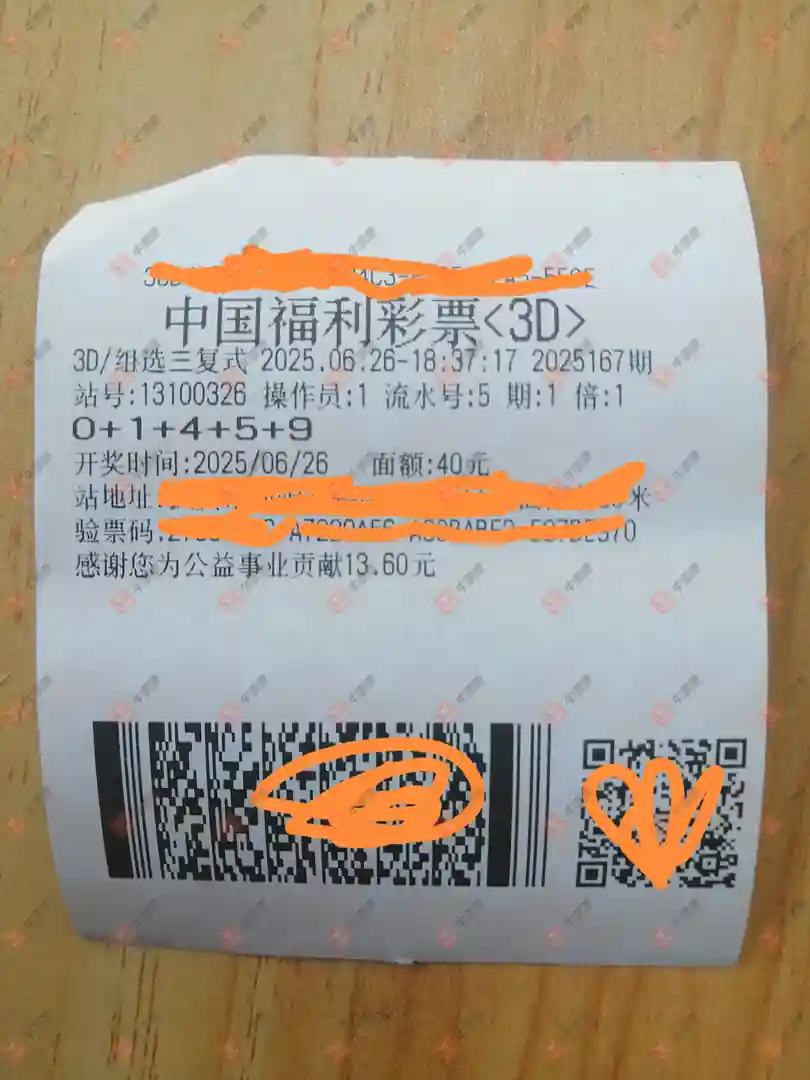 中国福利彩票<3D>
3D/组选三复式 2025.06.26-18:37:17 2025167期
站号:13100326 操作员:1 流水号:5 期:1 倍:1
0+1+4+5+9
开奖时间:2025/06/26 面额:40元
站地址 米
验票码:
感谢您为公益事业贡献13.60元